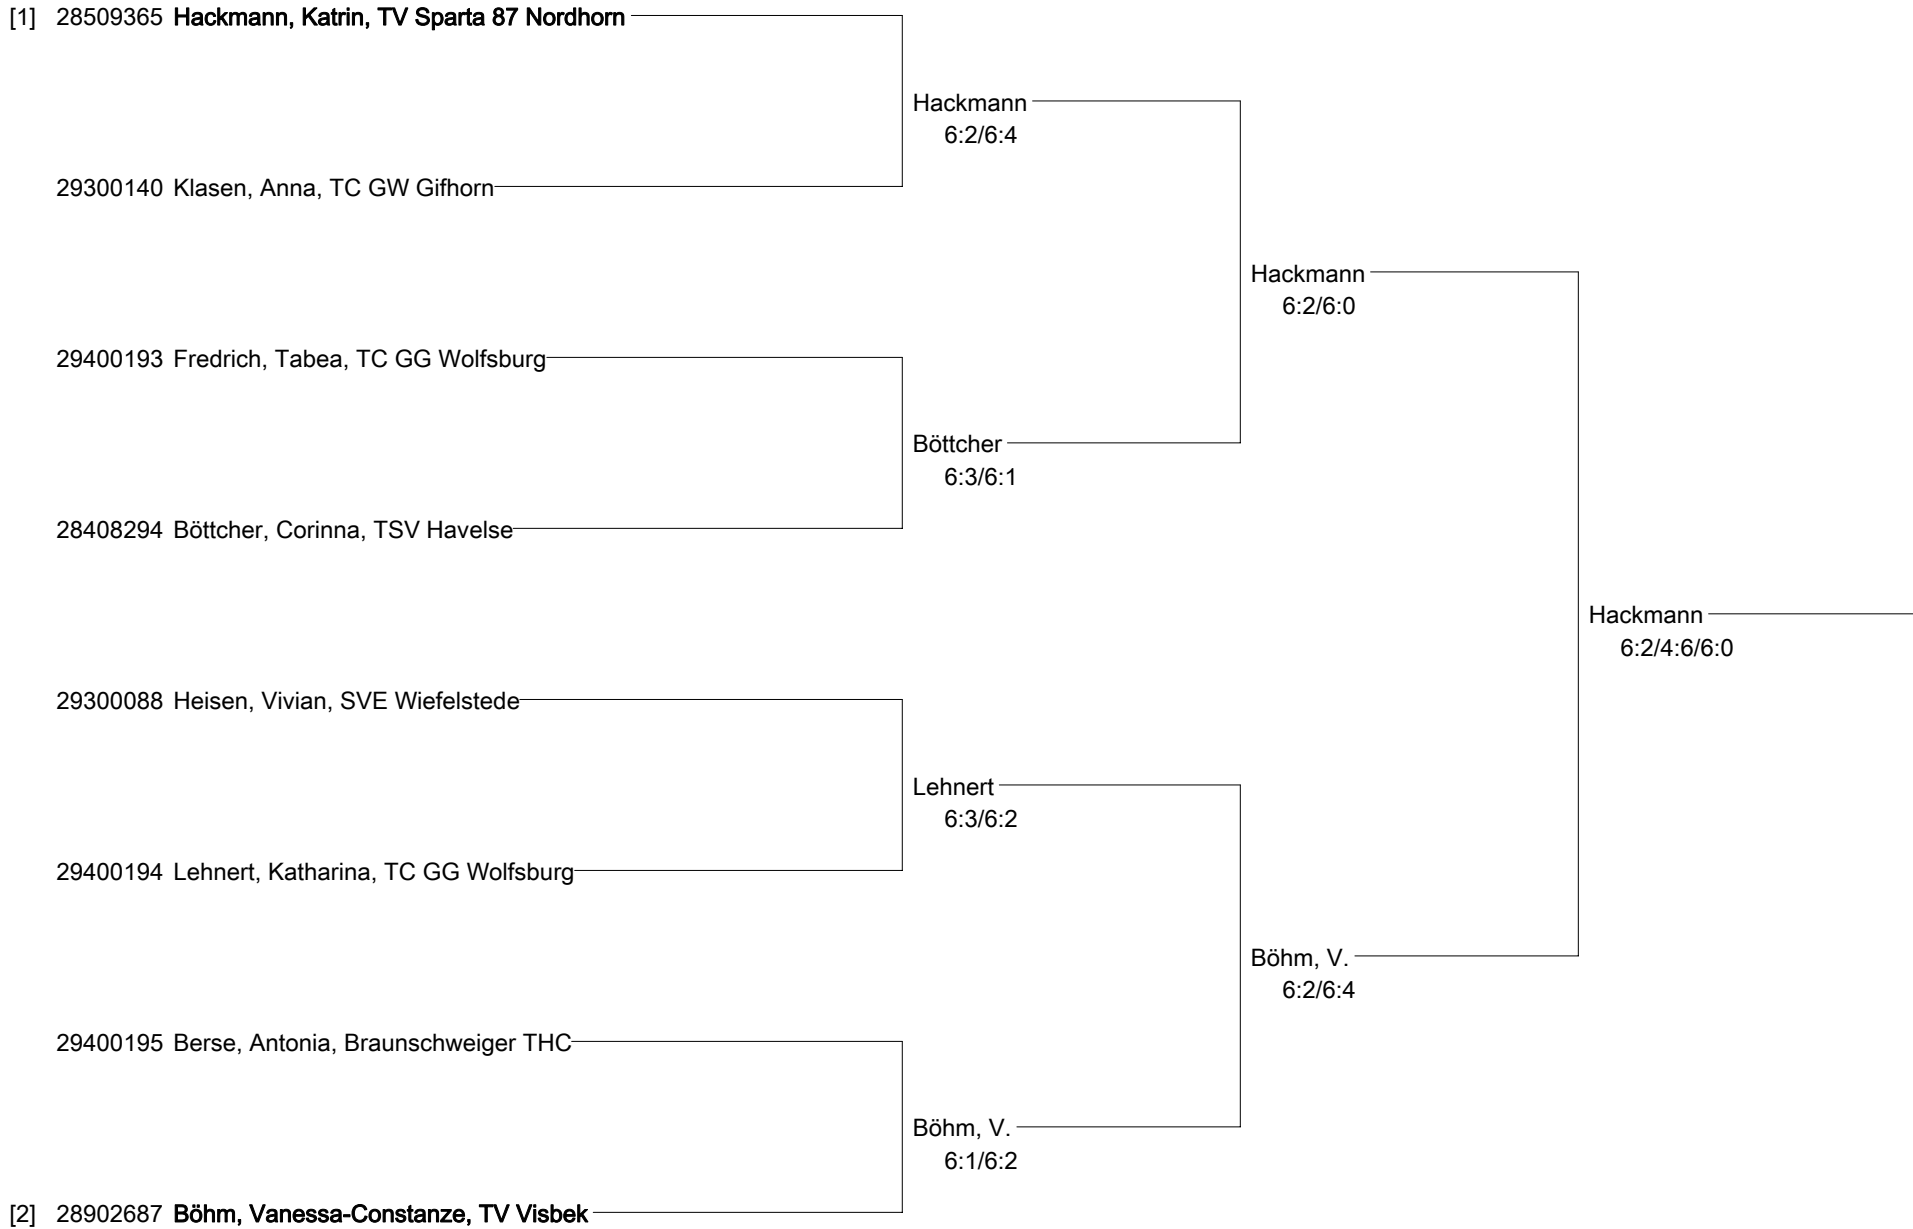 [1] 28509365 Hackmann, Katrin, TV Sparta 87 Nordhorn
Hackmann
6:2/6:4
29300140 Klasen, Anna, TC GW Gifhorn
Hackmann
6:2/6:0
29400193 Fredrich, Tabea, TC GG Wolfsburg
Böttcher
6:3/6:1
28408294 Böttcher, Corinna, TSV Havelse
Hackmann
6:2/4:6/6:0
29300088 Heisen, Vivian, SVE Wiefelstede
Lehnert
6:3/6:2
29400194 Lehnert, Katharina, TC GG Wolfsburg
Böhm, V.
6:2/6:4
29400195 Berse, Antonia, Braunschweiger THC
Böhm, V.
6:1/6:2
[2] 28902687 Böhm, Vanessa-Constanze, TV Visbek